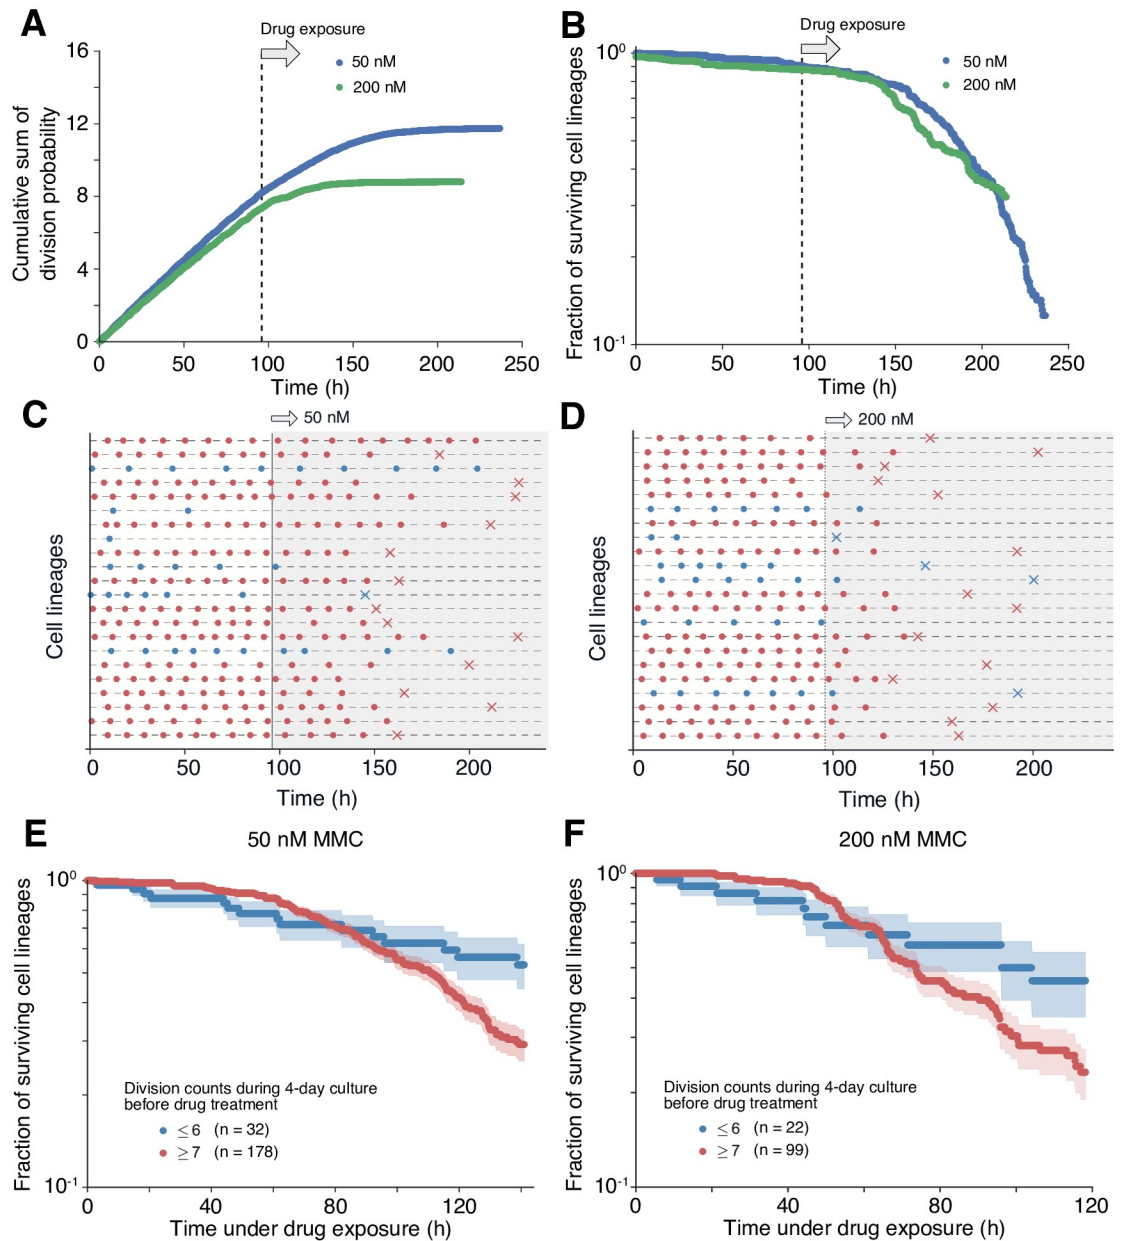 A
Drug exposure
50 nM
200 nM
Cumulative sum of
division probability
16
12
8
4
0
0
50
100
150
200
250
Time (h)
B
Drug exposure
50 nM
200 nM
Fraction of surviving cell lineages
10⁰
10⁻¹
0
50
100
150
200
250
Time (h)
C
50 nM
Cell lineages
0
50
100
150
200
Time (h)
D
200 nM
Cell lineages
0
50
100
150
200
Time (h)
E
50 nM MMC
Fraction of surviving cell lineages
10⁰
10⁻¹
Division counts during 4-day culture
before drug treatment
≤6 (n = 32)
≥7 (n = 178)
0
40
80
120
Time under drug exposure (h)
F
200 nM MMC
Fraction of surviving cell lineages
10⁰
10⁻¹
Division counts during 4-day culture
before drug treatment
≤6 (n = 22)
≥7 (n = 99)
0
40
80
120
Time under drug exposure (h)